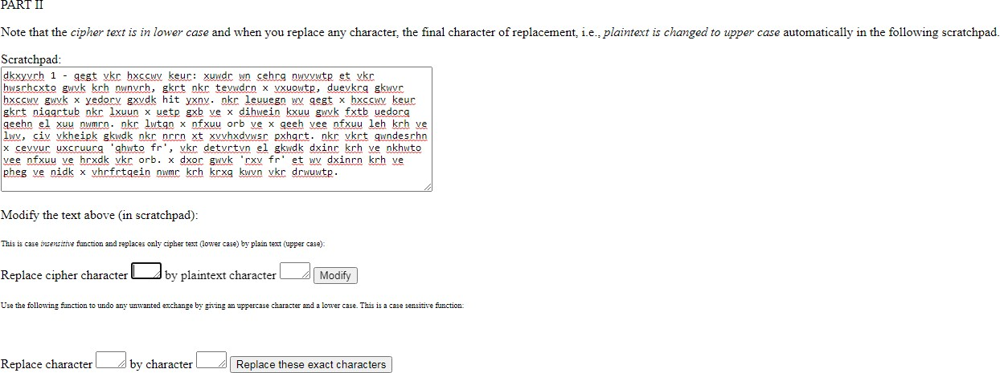 PART II
Note that the cipher text is in lower case and when you replace any character, the final character of replacement, i.e., plaintext is changed to upper case automatically in the following scratchpad.
Scratchpad:
dkxyvrh 1 - qegt vkr hxccwv keur: xuwdr wn cehrq nwvvwtp et vkr
hwsrhcxto gwvk krh nwnvrh, gkrt nkr tevwdrn x vxuowtp, duevkrq gkwvr
hxccwv gwvk x yedorv gxvdk hit yxnv. nkr leuuegn wv qegt x hxccwv keur
gkrt niqqrtub nkr lxuun x uetp gxb ve x dihwein kxuu gwvk fxtb uedorq
qeehn el xuu nwmrn. nkr lwtqn x nfxuu orb ve x qeeh vee nfxuu leh krh ve
lwv, civ vkheipk gkwdk nkr nrrn xt xvvhxdvwsr pxhqrt. nkr vkrt qwndesrhn
x cevvur uxcruurq 'qhwto fr', vkr detvrtvn el gkwdk dxinr krh ve nkhwto
vee nfxuu ve hrxdk vkr orb. x dxor gwvk 'rxv fr' et wv dxinrn krh ve
pheg ve nidk x vhrfrtqein nwmr krh krxq kwvn vkr drwuwtp.
Modify the text above (in scratchpad):
This is case insensitive function and replaces only cipher text (lower case) by plain text (upper case):
Replace cipher character by plaintext character Modify
Use the following function to undo any unwanted exchange by giving an uppercase character and a lower case. This is a case sensitive function:
Replace character by character Replace these exact characters